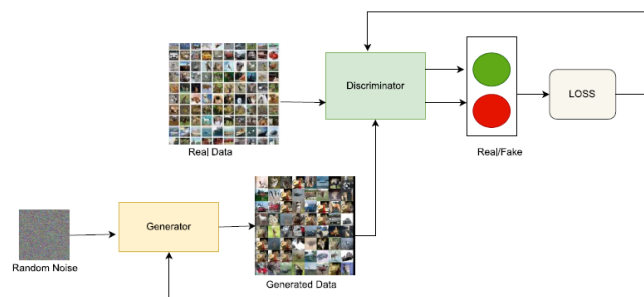 Discriminator
LOSS
Real Data
Real/Fake
Generator
Random Noise
Generated Data